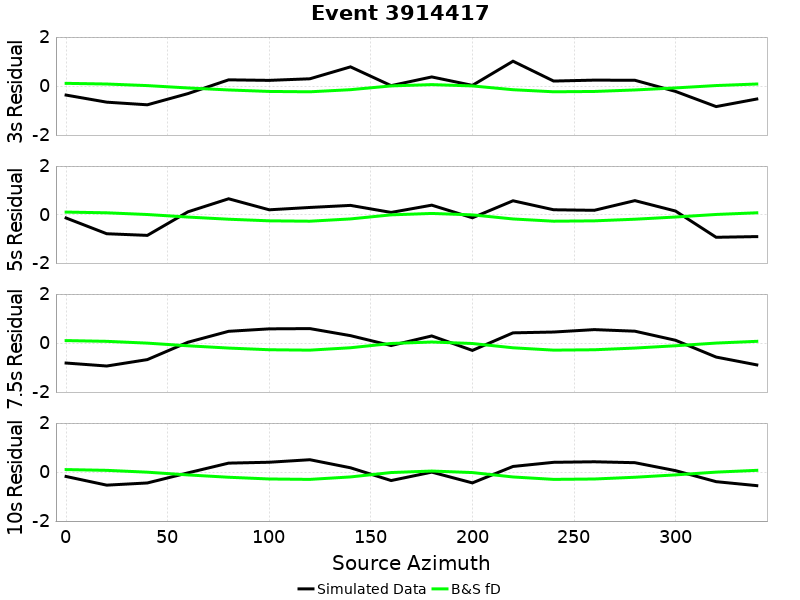 Event 3914417
3s Residual
2
0
-2
5s Residual
2
0
-2
7.5s Residual
2
0
-2
10s Residual
2
0
-2
0 50 100 150 200 250 300
Source Azimuth
Simulated Data B&S fD